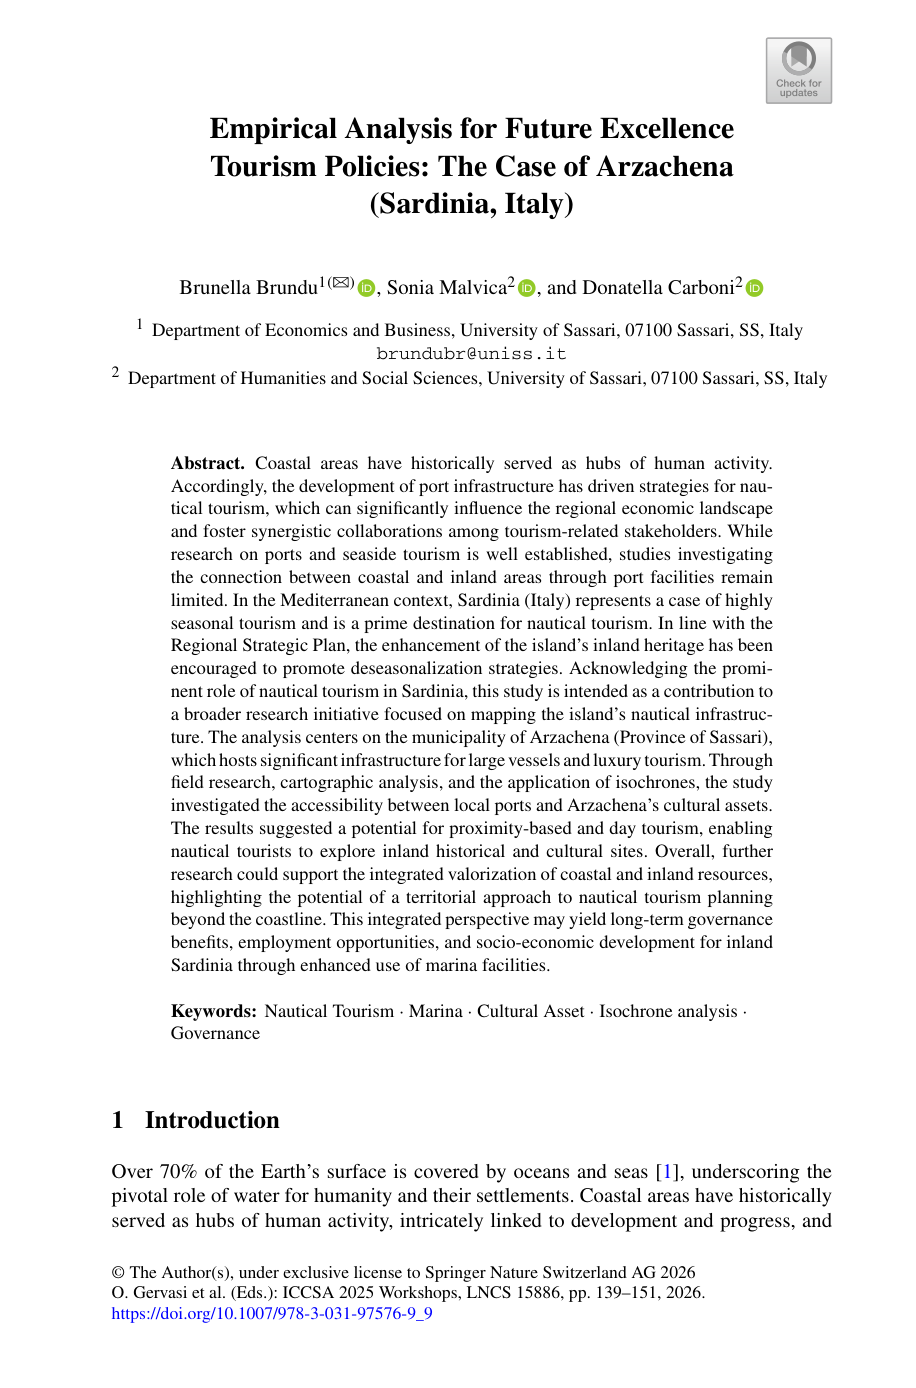 Check for
updates
Empirical Analysis for Future Excellence
Tourism Policies: The Case of Arzachena
(Sardinia, Italy)
Brunella Brundu1(✉), Sonia Malvica2, and Donatella Carboni2
1 Department of Economics and Business, University of Sassari, 07100 Sassari, SS, Italy
brundubr@uniss.it
2 Department of Humanities and Social Sciences, University of Sassari, 07100 Sassari, SS, Italy
Abstract. Coastal areas have historically served as hubs of human activity.
Accordingly, the development of port infrastructure has driven strategies for nau-
tical tourism, which can significantly influence the regional economic landscape
and foster synergistic collaborations among tourism-related stakeholders. While
research on ports and seaside tourism is well established, studies investigating
the connection between coastal and inland areas through port facilities remain
limited. In the Mediterranean context, Sardinia (Italy) represents a case of highly
seasonal tourism and is a prime destination for nautical tourism. In line with the
Regional Strategic Plan, the enhancement of the island's inland heritage has been
encouraged to promote deseasonalization strategies. Acknowledging the promi-
nent role of nautical tourism in Sardinia, this study is intended as a contribution to
a broader research initiative focused on mapping the island's nautical infrastruc-
ture. The analysis centers on the municipality of Arzachena (Province of Sassari),
which hosts significant infrastructure for large vessels and luxury tourism. Through
field research, cartographic analysis, and the application of isochrones, the study
investigated the accessibility between local ports and Arzachena's cultural assets.
The results suggested a potential for proximity-based and day tourism, enabling
nautical tourists to explore inland historical and cultural sites. Overall, further
research could support the integrated valorization of coastal and inland resources,
highlighting the potential of a territorial approach to nautical tourism planning
beyond the coastline. This integrated perspective may yield long-term governance
benefits, employment opportunities, and socio-economic development for inland
Sardinia through enhanced use of marina facilities.
Keywords: Nautical Tourism · Marina · Cultural Asset · Isochrone analysis ·
Governance
1 Introduction
Over 70% of the Earth's surface is covered by oceans and seas [1], underscoring the
pivotal role of water for humanity and their settlements. Coastal areas have historically
served as hubs of human activity, intricately linked to development and progress, and
© The Author(s), under exclusive license to Springer Nature Switzerland AG 2026
O. Gervasi et al. (Eds.): ICCSA 2025 Workshops, LNCS 15886, pp. 139–151, 2026.
https://doi.org/10.1007/978-3-031-97576-9_9